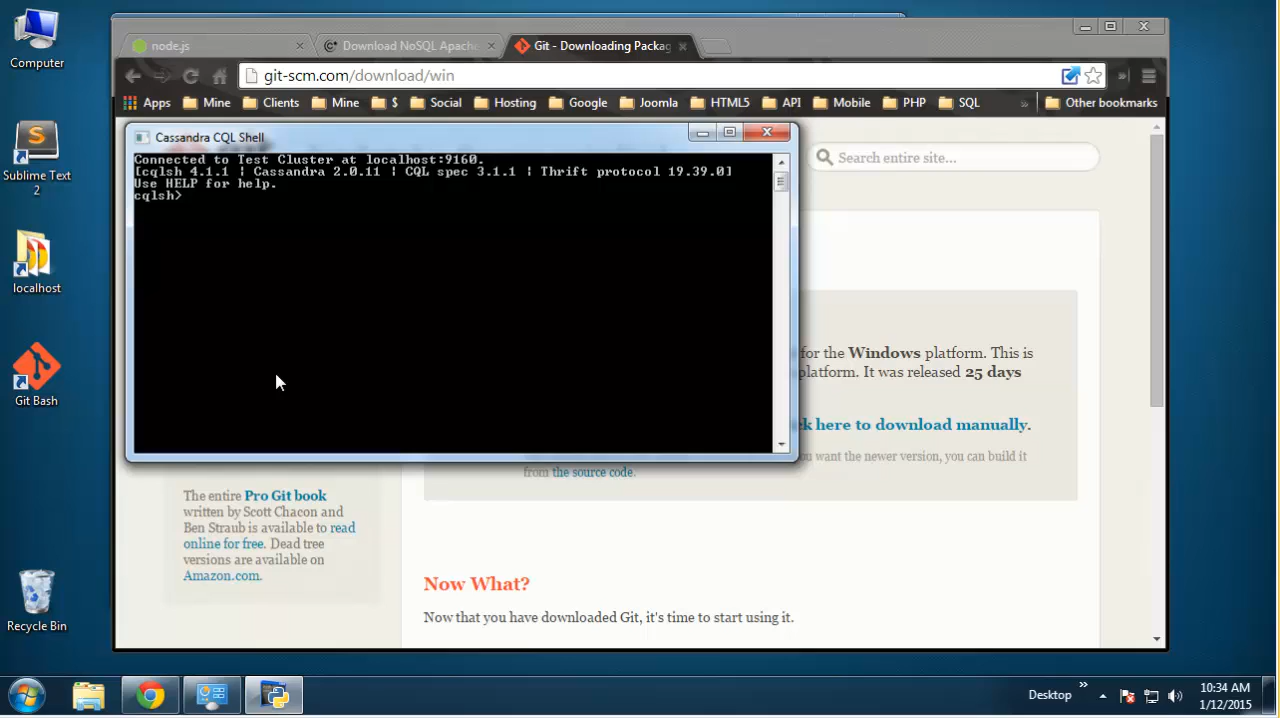 Computer
Sublime Text
2
localhost
Git Bash
Recycle Bin
node.js
Download NoSQL Apache
Git - Downloading Packag
git-scm.com/download/win
Apps Mine Clients Mine $ Social Hosting Google Joomla HTML5 API Mobile PHP SQL » Other bookmarks
Search entire site...
Cassandra CQL Shell
Connected to Test Cluster at localhost:9160.
[cqlsh 4.1.1 | Cassandra 2.0.11 | CQL spec 3.1.1 | Thrift protocol 19.39.0]
Use HELP for help.
cqlsh>
for the Windows platform. This is
platform. It was released 25 days
k here to download manually.
you want the newer version, you can build it
from the source code.
The entire Pro Git book
written by Scott Chacon and
Ben Straub is available to read
online for free. Dead tree
versions are available on
Amazon.com.
Now What?
Now that you have downloaded Git, it's time to start using it.
Desktop »
10:34 AM
1/12/2015